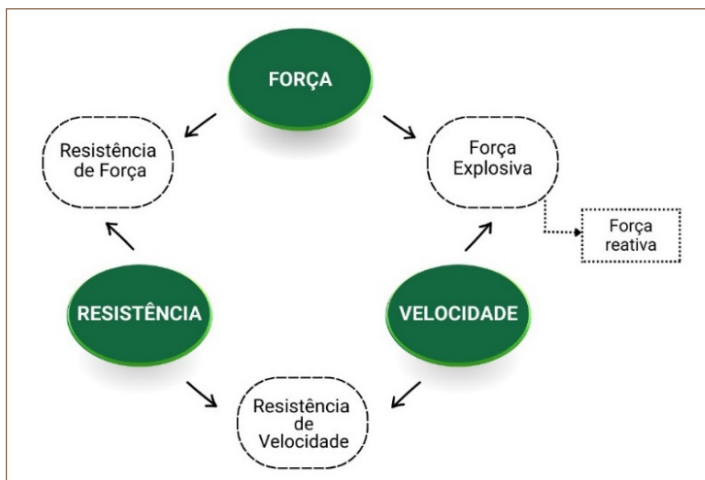 FORÇA
Resistência
de Força
Força
Explosiva
Força
reativa
RESISTÊNCIA
VELOCIDADE
Resistência
de
Velocidade